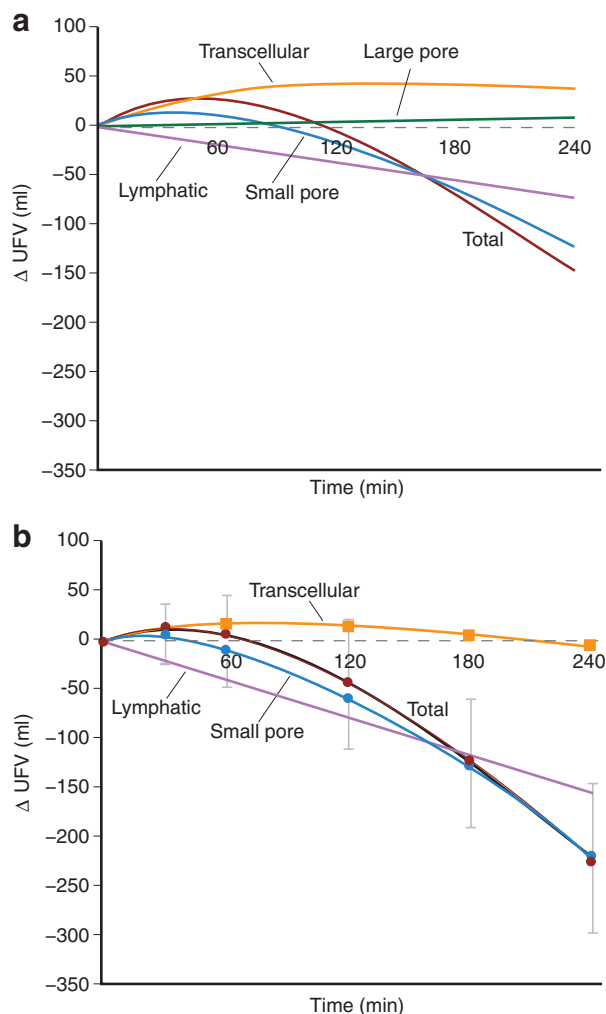 a
100
50
0
−50
−100
−150
−200
−250
−300
−350
Δ UFV (ml)
Transcellular
Large pore
60
120
180
240
Lymphatic
Small pore
Total
Time (min)
b
100
50
0
−50
−100
−150
−200
−250
−300
−350
Δ UFV (ml)
Transcellular
60
120
180
240
Lymphatic
Small pore
Total
Time (min)